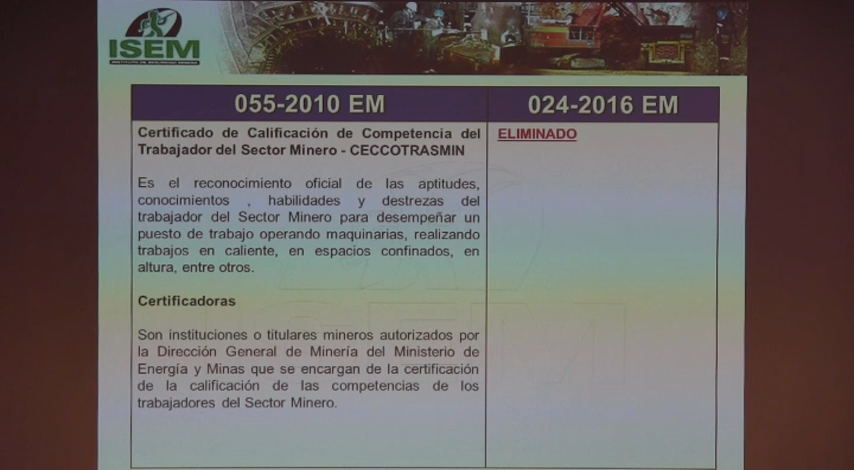 ISEM
INSTITUTO DE SEGURIDAD MINERA
055-2010 EM
024-2016 EM
Certificado de Calificación de Competencia del
Trabajador del Sector Minero - CECCOTRASMIN
ELIMINADO
Es el reconocimiento oficial de las aptitudes,
conocimientos , habilidades y destrezas del
trabajador del Sector Minero para desempeñar un
puesto de trabajo operando maquinarias, realizando
trabajos en caliente, en espacios confinados, en
altura, entre otros.
Certificadoras
Son instituciones o titulares mineros autorizados por
la Dirección General de Minería del Ministerio de
Energía y Minas que se encargan de la certificación
de la calificación de las competencias de los
trabajadores del Sector Minero.